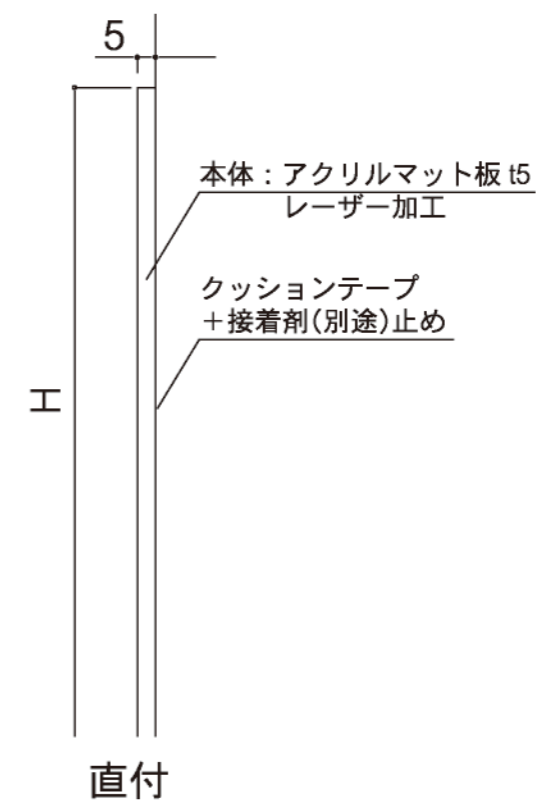 5
本体：アクリルマット板 t5
レーザー加工
クッションテープ
＋接着剤（別途）止め
H
直付